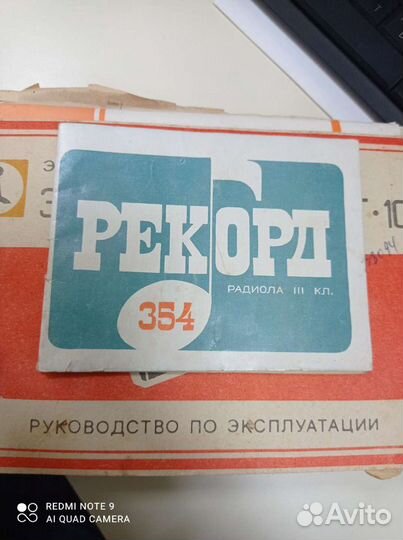 РЕКОРД
РАДИОЛА III КЛ.
354
РУКОВОДСТВО ПО ЭКСПЛУАТАЦИИ
REDMI NOTE 9
AI QUAD CAMERA
Avito